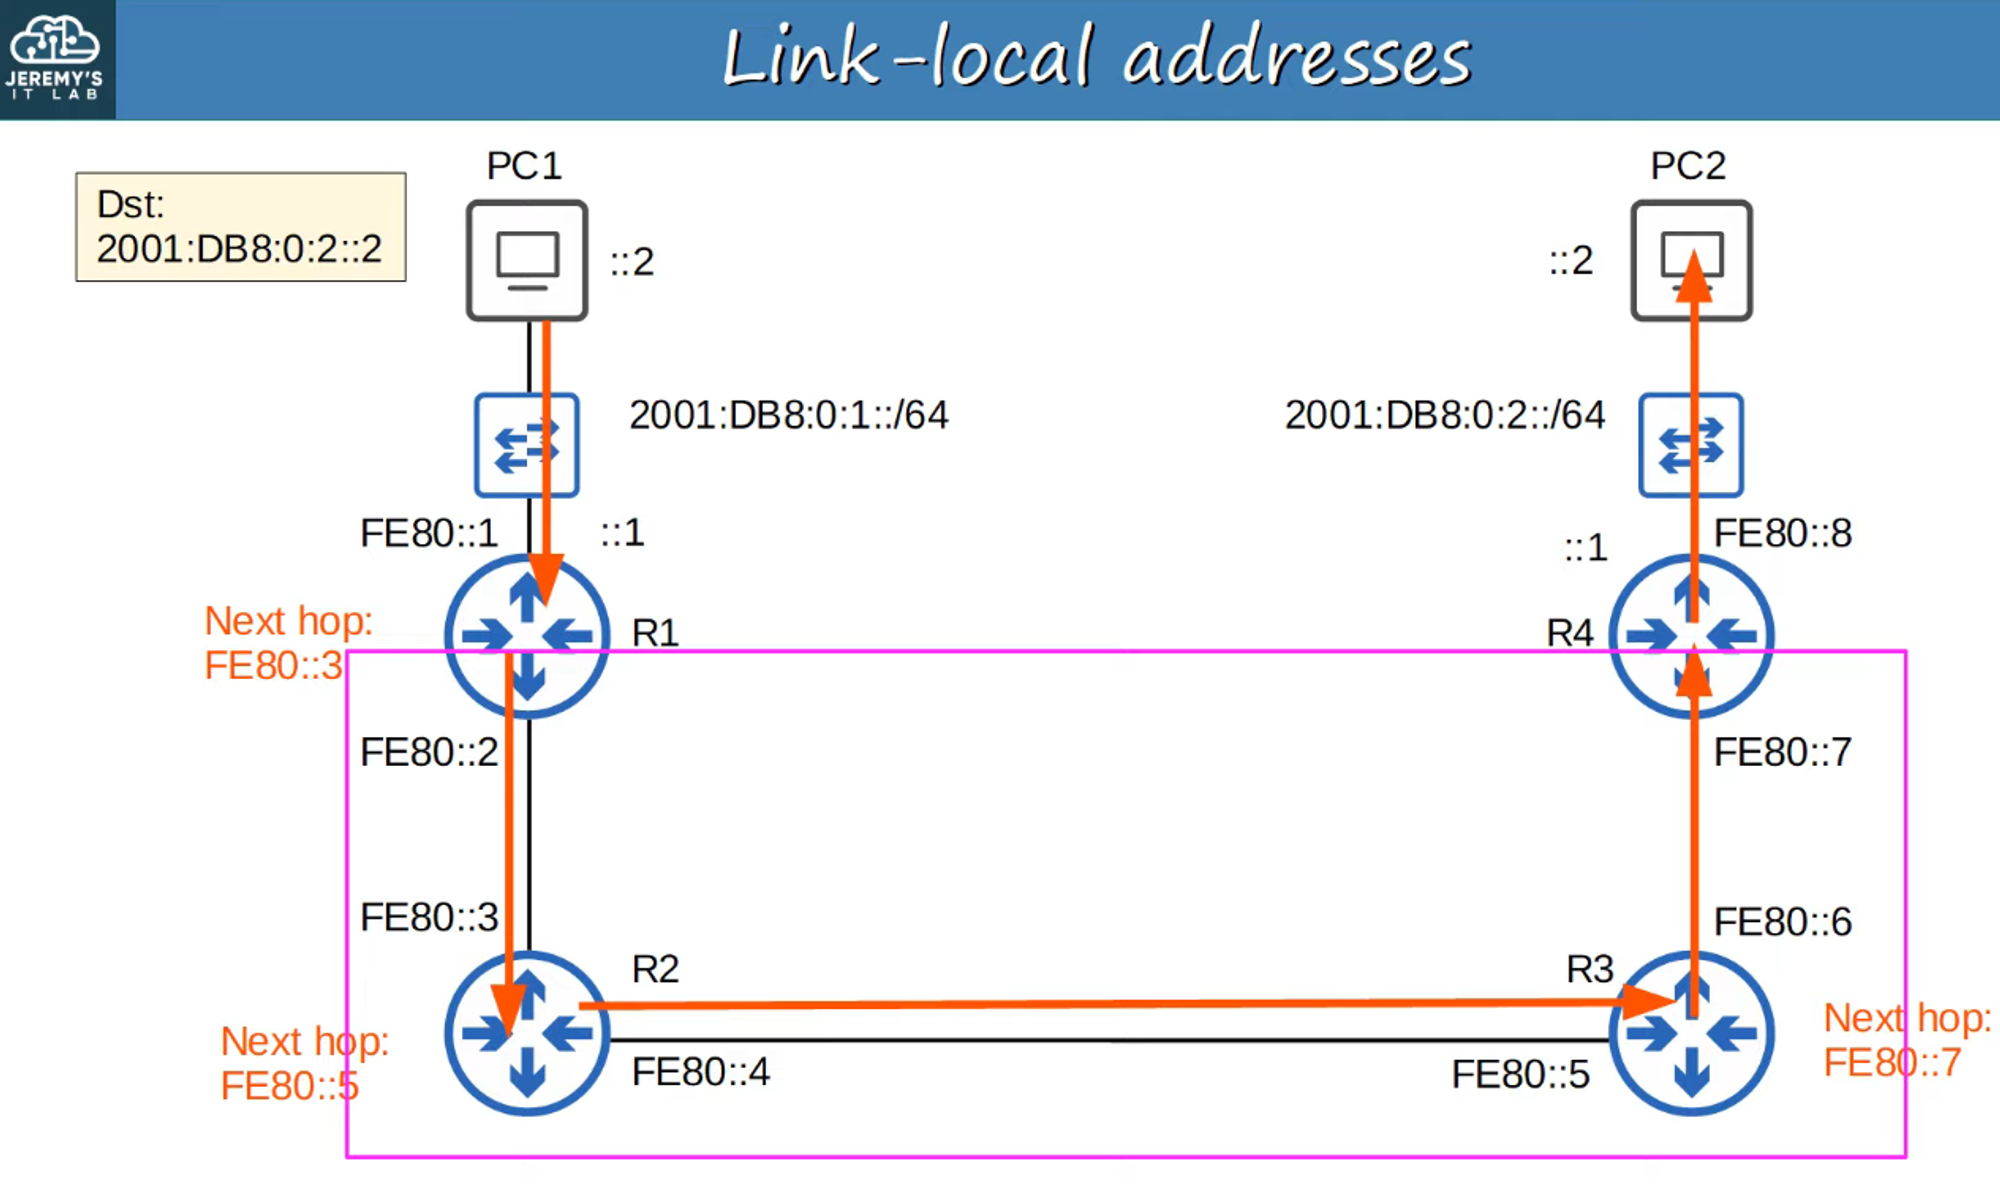 JEREMY'S
IT LAB
Link-local addresses
PC1
PC2
Dst:
2001:DB8:0:2::2
::2
::2
2001:DB8:0:1::/64
2001:DB8:0:2::/64
FE80::1
::1
::1
FE80::8
Next hop:
FE80::3
R1
R4
FE80::2
FE80::7
FE80::3
FE80::6
R2
R3
Next hop:
FE80::5
FE80::4
FE80::5
Next hop:
FE80::7